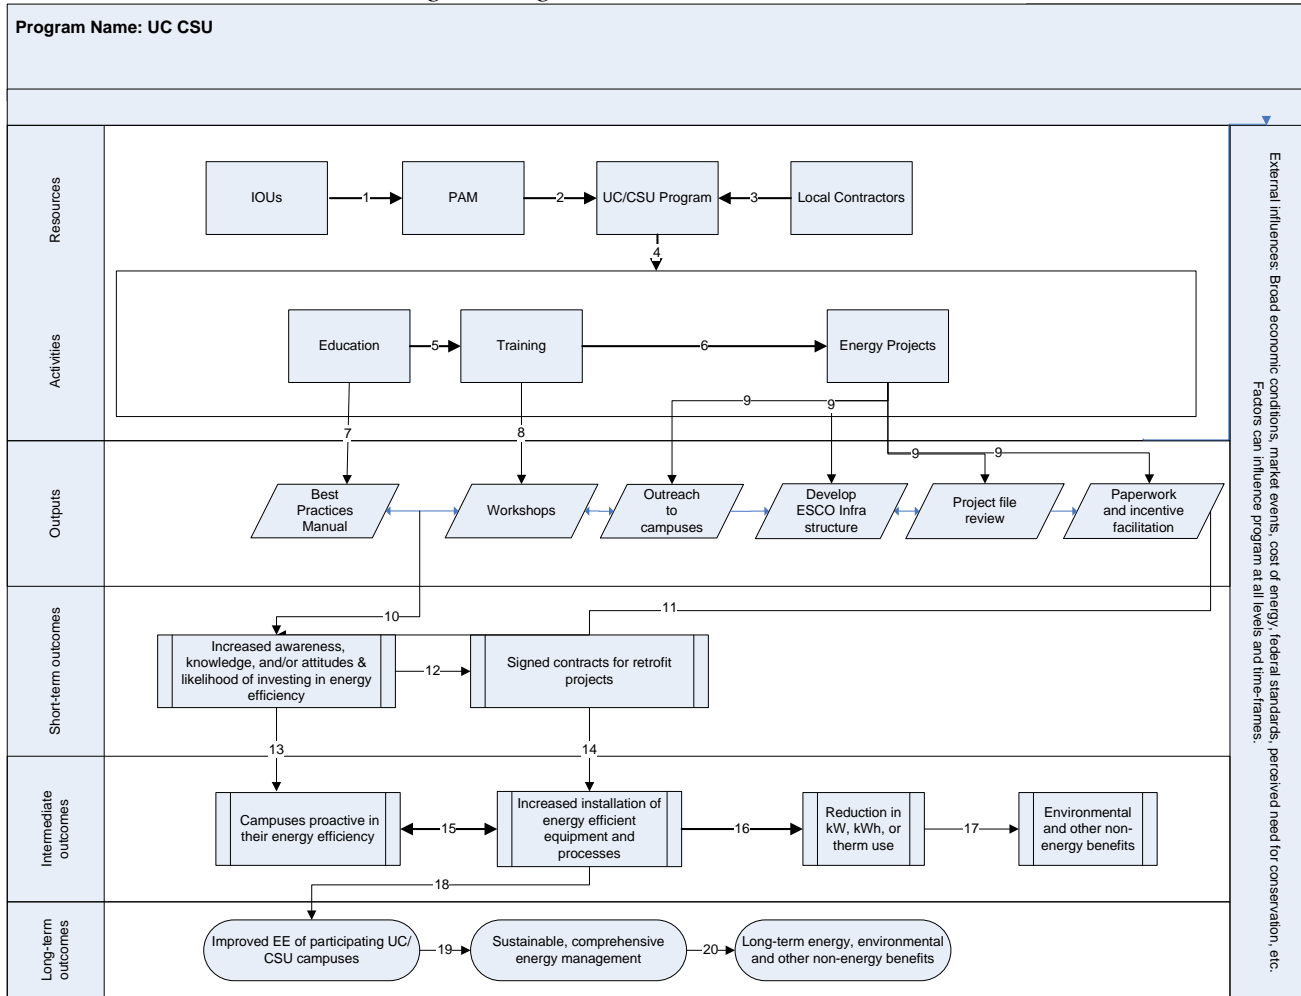 Program Name: UC CSU
Resources
IOUs
1
PAM
2
UC/CSU Program
3
Local Contractors
4
Activities
Education
5
Training
6
Energy Projects
7
8
9
9
9
9
Outputs
Best
Practices
Manual
Workshops
Outreach
to
campuses
Develop
ESCO Infra
structure
Project file
review
Paperwork
and incentive
facilitation
10
11
Short-term outcomes
Increased awareness,
knowledge, and/or attitudes &
likelihood of investing in energy
efficiency
12
Signed contracts for retrofit
projects
13
14
Intermediate
outcomes
Campuses proactive in
their energy efficiency
15
Increased installation of
energy efficient
equipment and
processes
16
Reduction in
kW, kWh, or
therm use
17
Environmental
and other non-
energy benefits
18
Long-term
outcomes
Improved EE of participating UC/
CSU campuses
19
Sustainable, comprehensive
energy management
20
Long-term energy, environmental
and other non-energy benefits
External influences: Broad economic conditions, market events, cost of energy, federal standards, perceived need for conservation, etc.
Factors can influence program at all levels and time-frames.